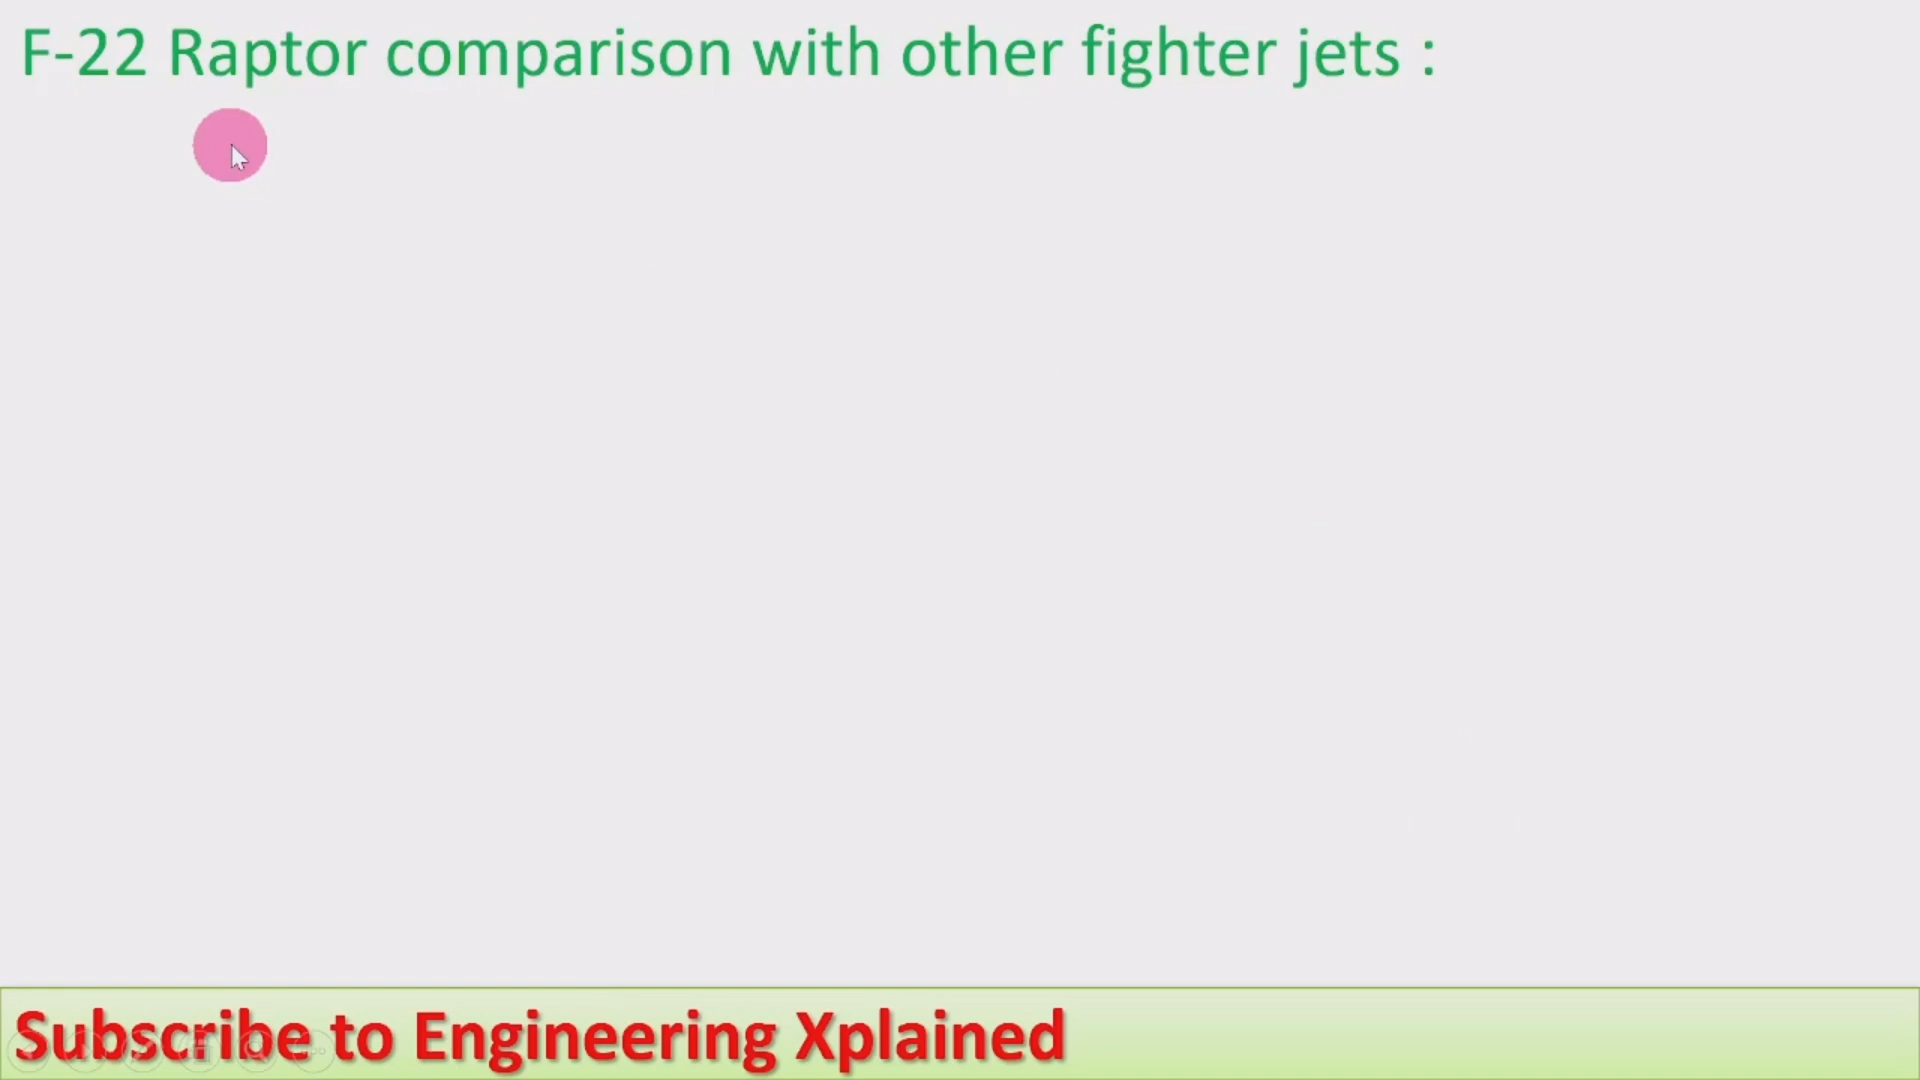 F-22 Raptor comparison with other fighter jets :
Subscribe to Engineering Xplained